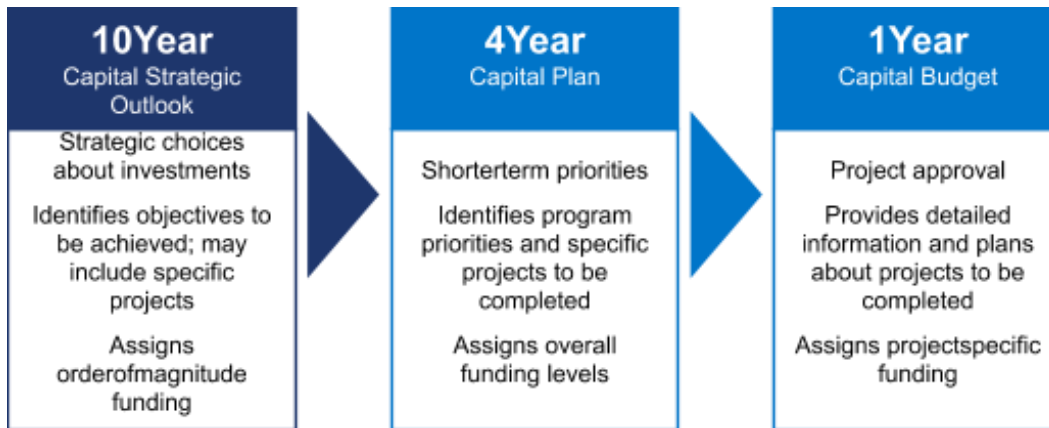 10Year
Capital Strategic
Outlook
Strategic choices
about investments
Identifies objectives to
be achieved; may
include specific
projects
Assigns
orderofmagnitude
funding
4Year
Capital Plan
Shorterterm priorities
Identifies program
priorities and specific
projects to be
completed
Assigns overall
funding levels
1Year
Capital Budget
Project approval
Provides detailed
information and plans
about projects to be
completed
Assigns projectspecific
funding